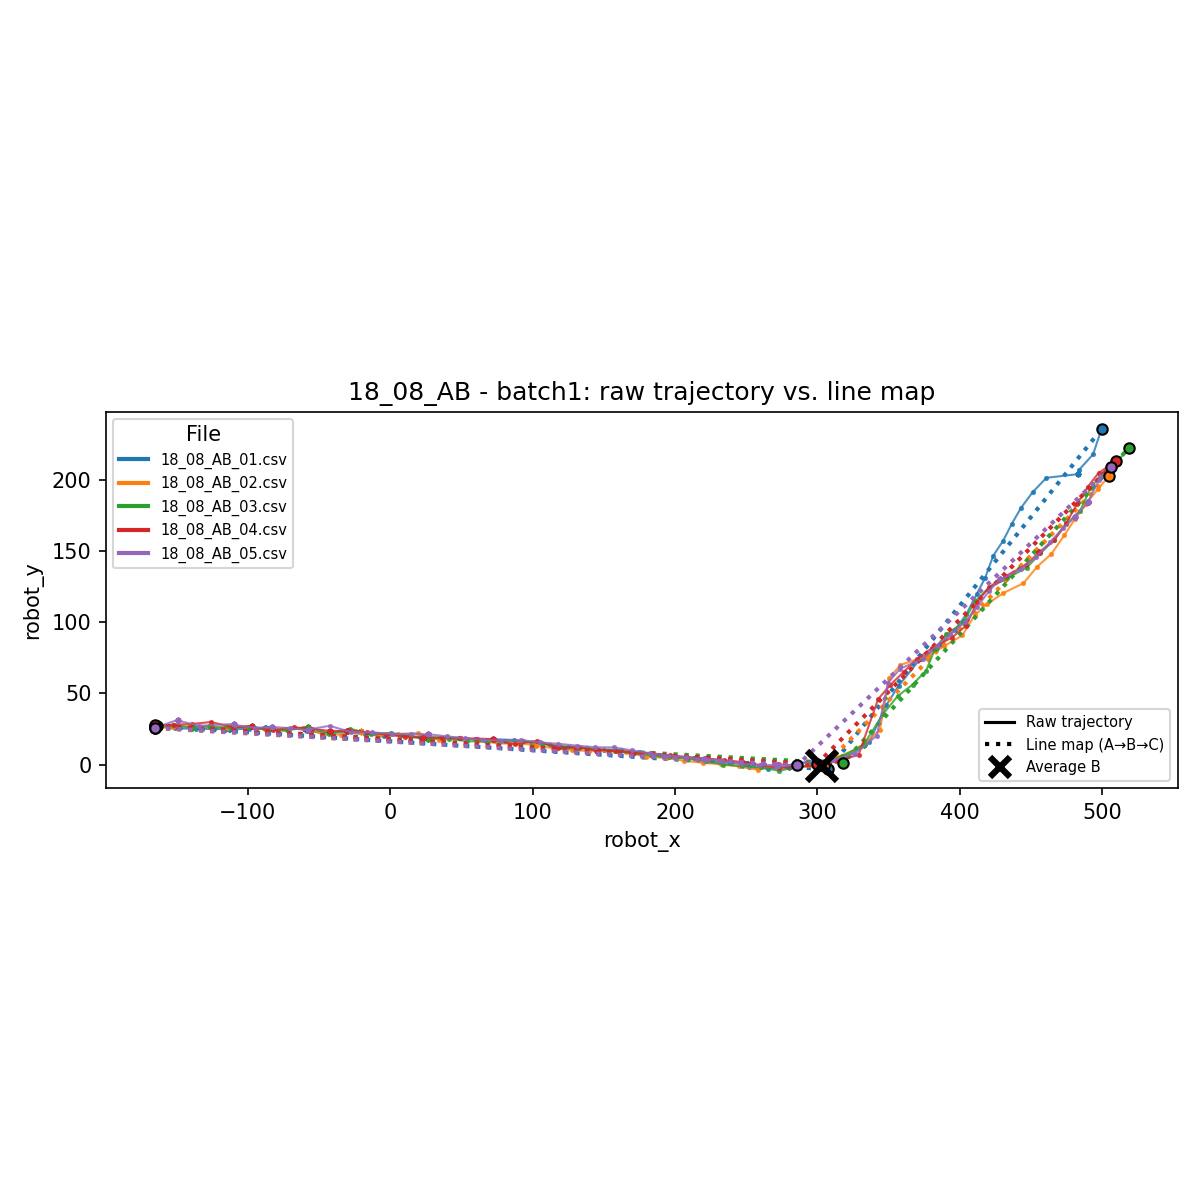 18_08_AB - batch1: raw trajectory vs. line map
File
18_08_AB_01.csv
18_08_AB_02.csv
18_08_AB_03.csv
18_08_AB_04.csv
18_08_AB_05.csv
robot_y
200
150
100
50
0
Raw trajectory
Line map (A→B→C)
Average B
−100 0 100 200 300 400 500
robot_x